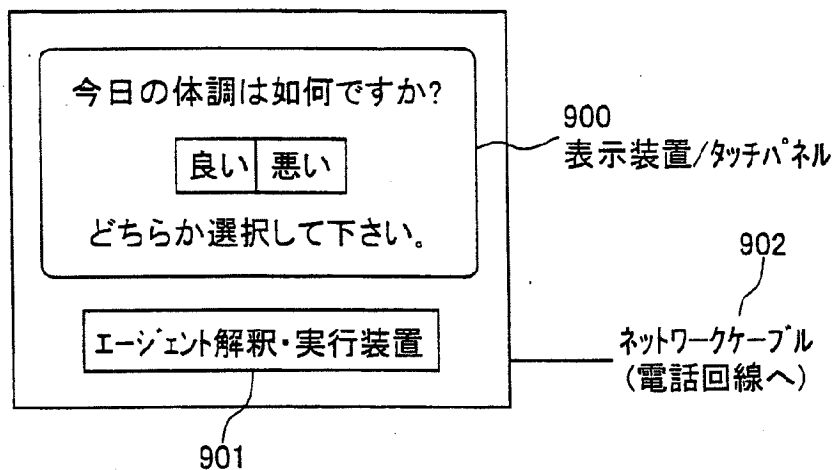 今日の体調は如何ですか?
良い 悪い
どちらか選択して下さい。
エージェント解釈・実行装置
901
900
表示装置/タッチパネル
902
ネットワークケーブル
(電話回線へ)